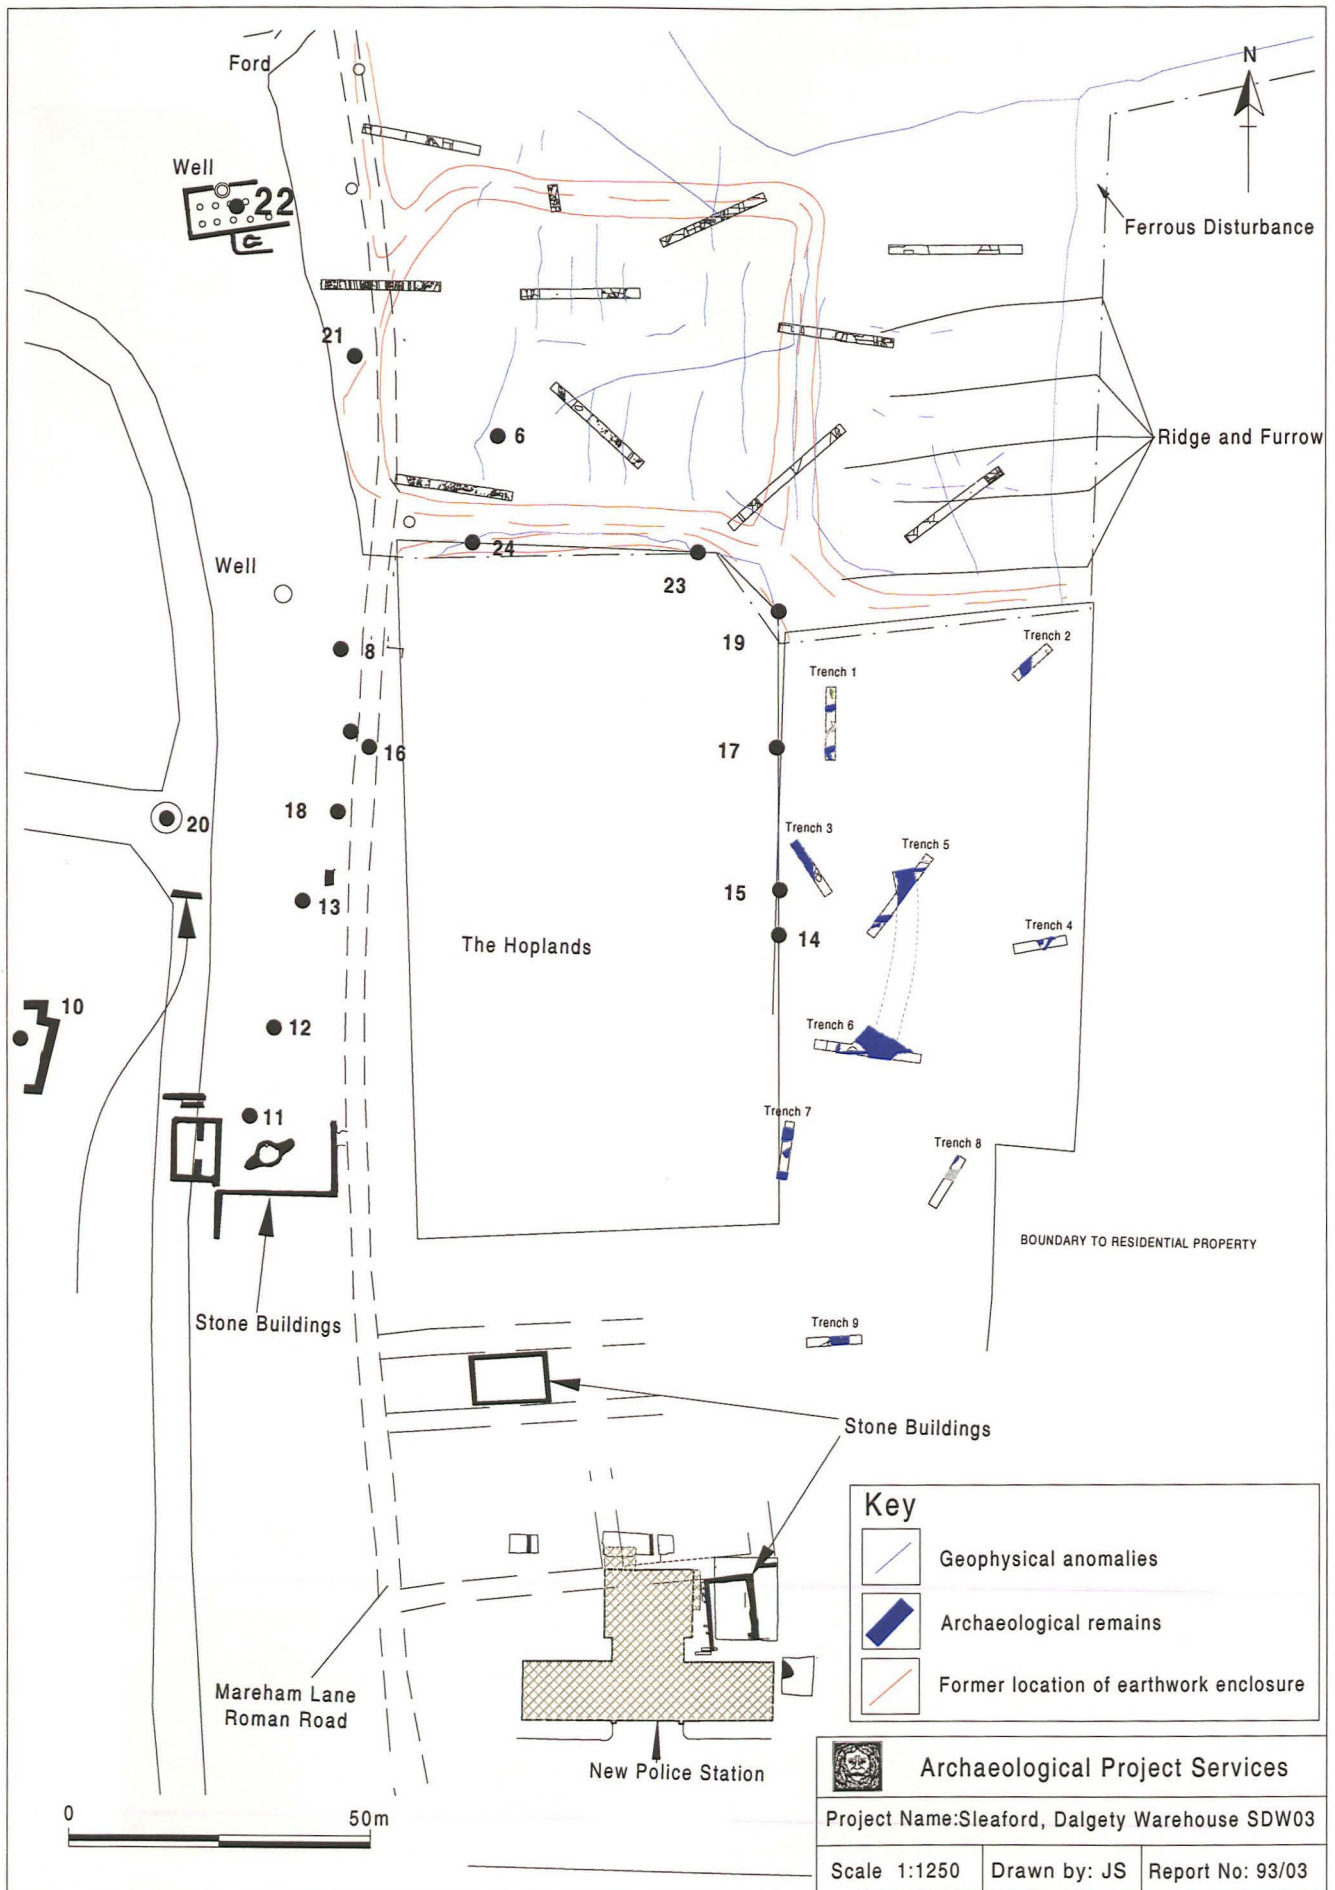 Ford
N
Well
22
Ferrous Disturbance
21
6
Ridge and Furrow
24
23
Well
19
8
Trench 2
Trench 1
16
17
18
20
Trench 3
Trench 5
15
13
14
Trench 4
The Hoplands
10
12
Trench 6
11
Trench 7
Trench 8
BOUNDARY TO RESIDENTIAL PROPERTY
Stone Buildings
Trench 9
Stone Buildings
Key
Geophysical anomalies
Archaeological remains
Former location of earthwork enclosure
Mareham Lane
Roman Road
New Police Station
0 50m
Archaeological Project Services
Project Name:Sleaford, Dalgety Warehouse SDW03
Scale 1:1250
Drawn by: JS
Report No: 93/03